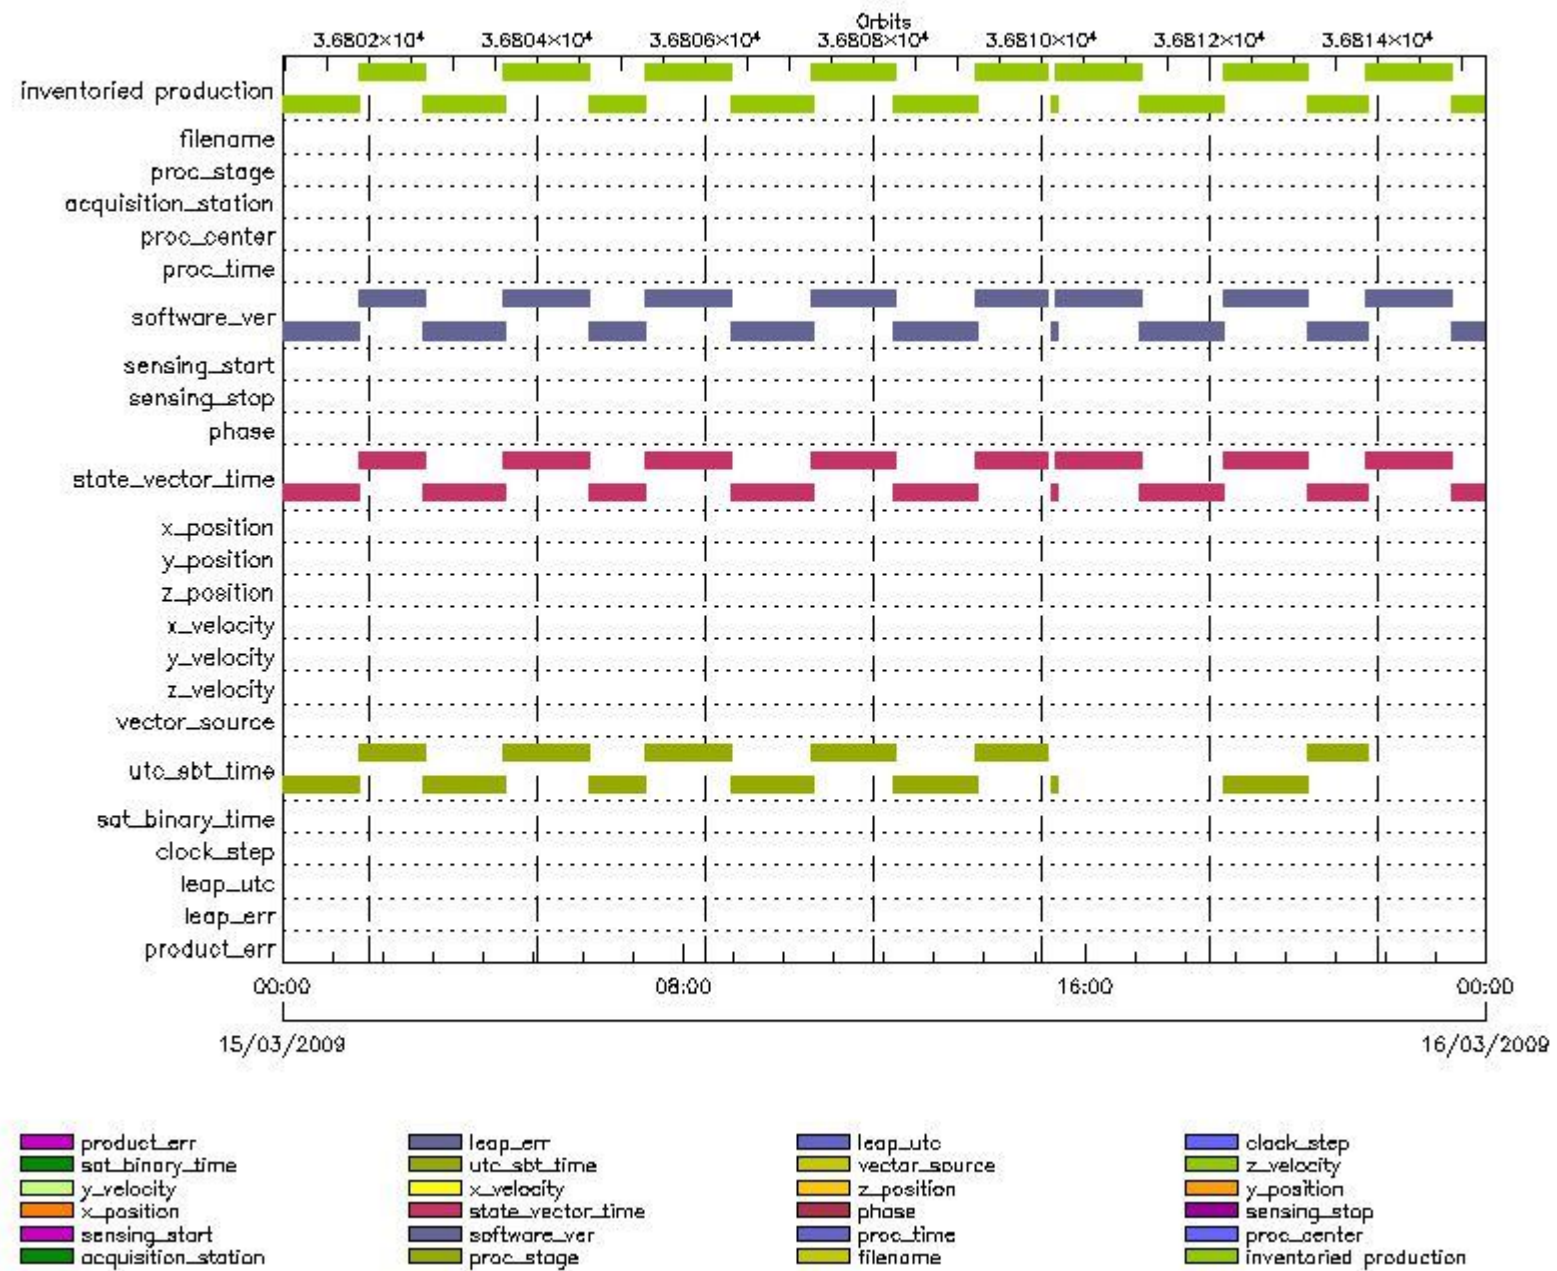 Orbits
3.6802×10⁴ 3.6804×10⁴ 3.6806×10⁴ 3.6808×10⁴ 3.6810×10⁴ 3.6812×10⁴ 3.6814×10⁴
inventoried production
filename
proc_stage
acquisition_station
proc_center
proc_time
software_ver
sensing_start
sensing_stop
phase
state_vector_time
x_position
y_position
z_position
x_velocity
y_velocity
z_velocity
vector_source
utc_sbt_time
sat_binary_time
clock_step
leap_utc
leap_err
product_err
00:00 08:00 16:00 00:00
15/03/2009 16/03/2009
product_err leap_err leap_utc clock_step
sat_binary_time utc_sbt_time vector_source z_velocity
y_velocity x_velocity z_position y_position
x_position state_vector_time phase sensing_stop
sensing_start software_ver proc_time proc_center
acquisition_station proc_stage filename inventoried production